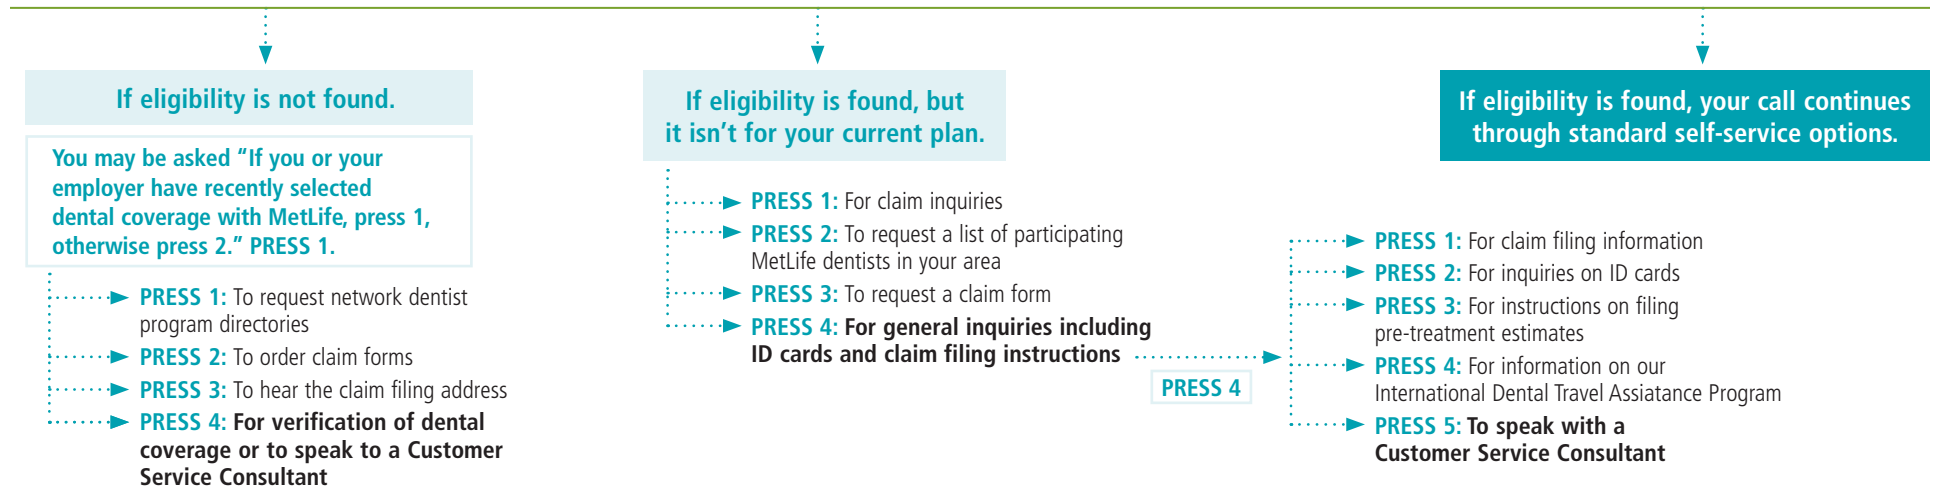 If eligibility is not found.
You may be asked “If you or your
employer have recently selected
dental coverage with MetLife, press 1,
otherwise press 2.” PRESS 1.
PRESS 1: To request network dentist
program directories
PRESS 2: To order claim forms
PRESS 3: To hear the claim filing address
PRESS 4: For verification of dental
coverage or to speak to a Customer
Service Consultant
If eligibility is found, but
it isn’t for your current plan.
PRESS 1: For claim inquiries
PRESS 2: To request a list of participating
MetLife dentists in your area
PRESS 3: To request a claim form
PRESS 4: For general inquiries including
ID cards and claim filing instructions
PRESS 4
PRESS 1: For claim filing information
PRESS 2: For inquiries on ID cards
PRESS 3: For instructions on filing
pre-treatment estimates
PRESS 4: For information on our
International Dental Travel Assiatance Program
PRESS 5: To speak with a
Customer Service Consultant
If eligibility is found, your call continues
through standard self-service options.